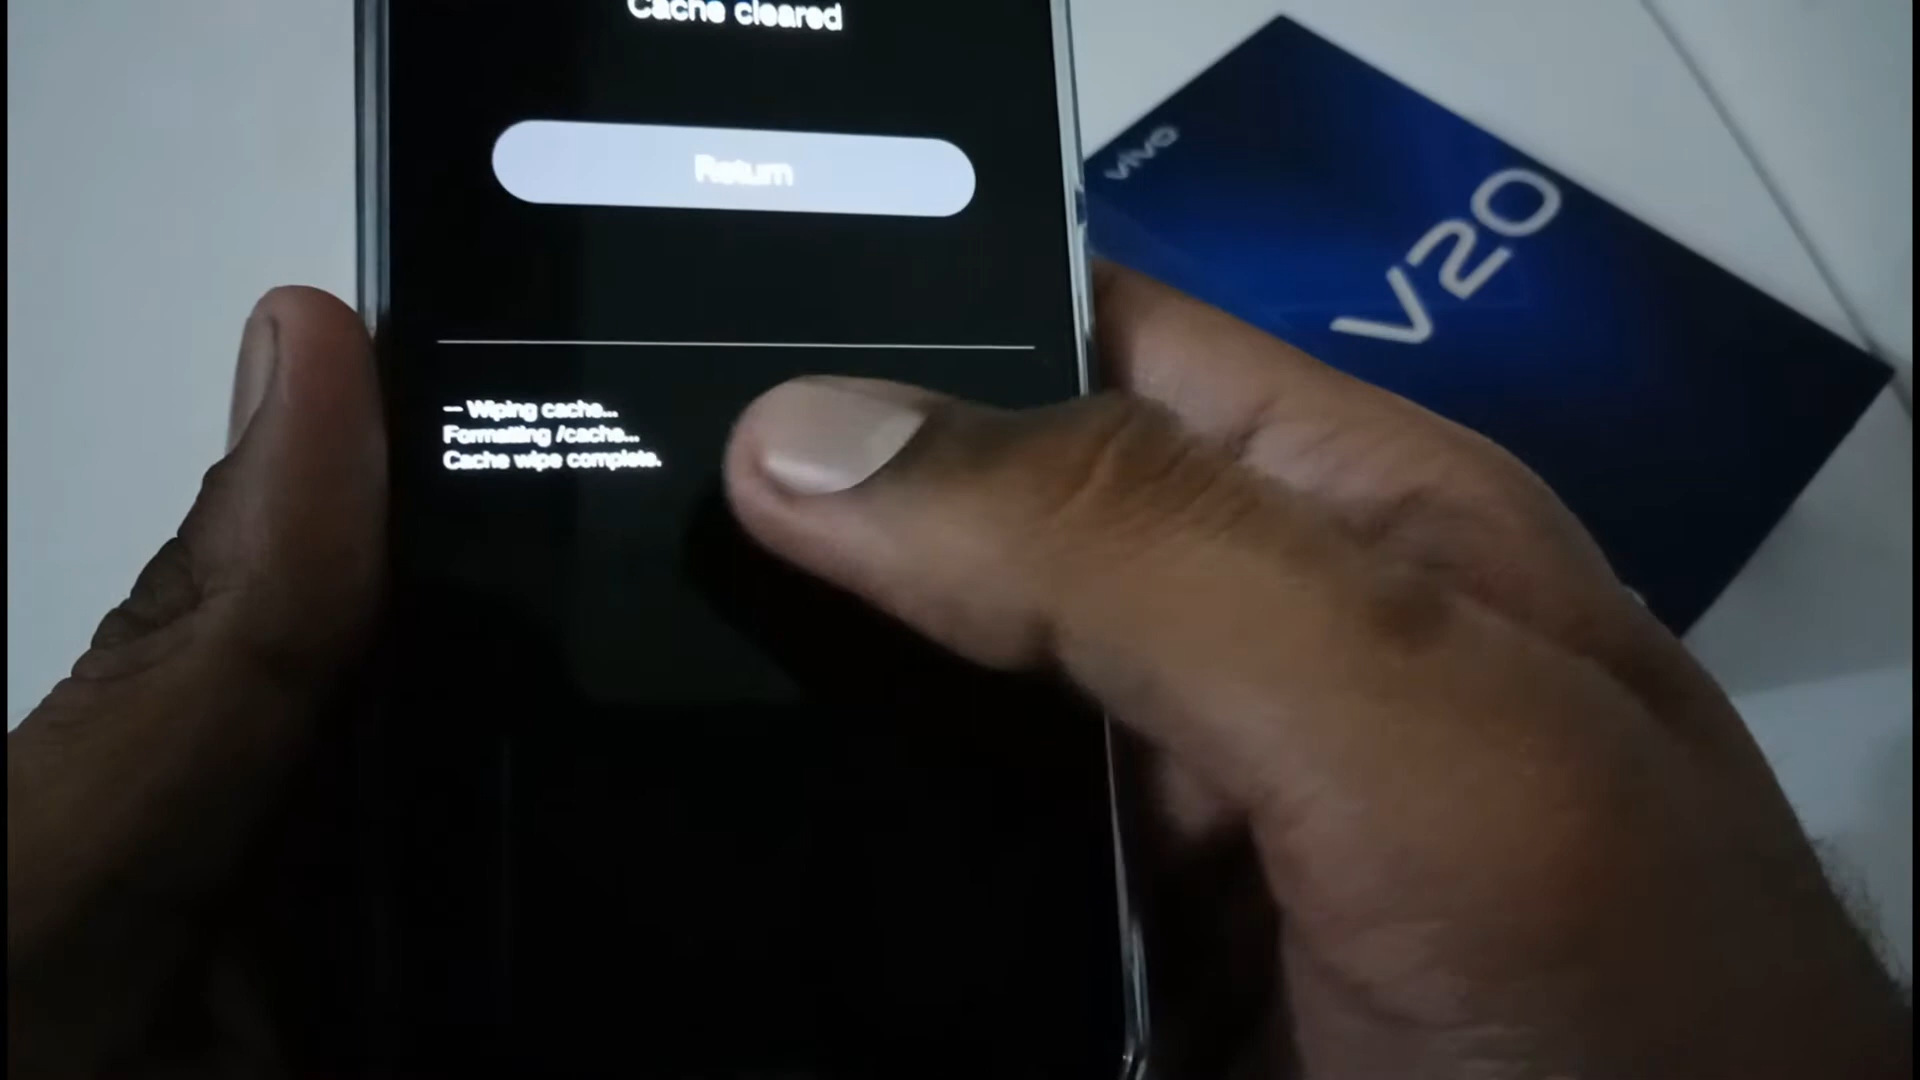 Cache cleared
Return
vivo
V20
-- Wiping cache...
Formatting /cache...
Cache wipe complete.